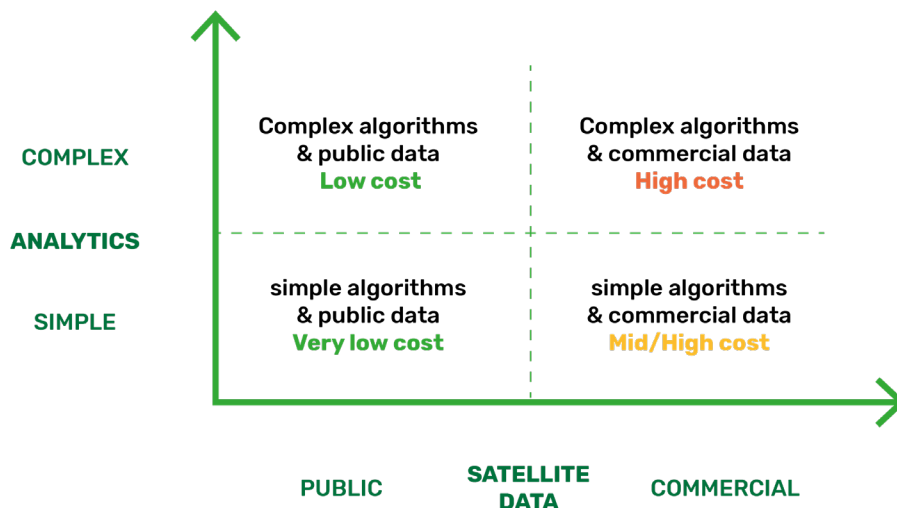 Complex algorithms
& public data
Low cost
Complex algorithms
& commercial data
High cost
COMPLEX
ANALYTICS
SIMPLE
simple algorithms
& public data
Very low cost
simple algorithms
& commercial data
Mid/High cost
PUBLIC
SATELLITE
DATA
COMMERCIAL